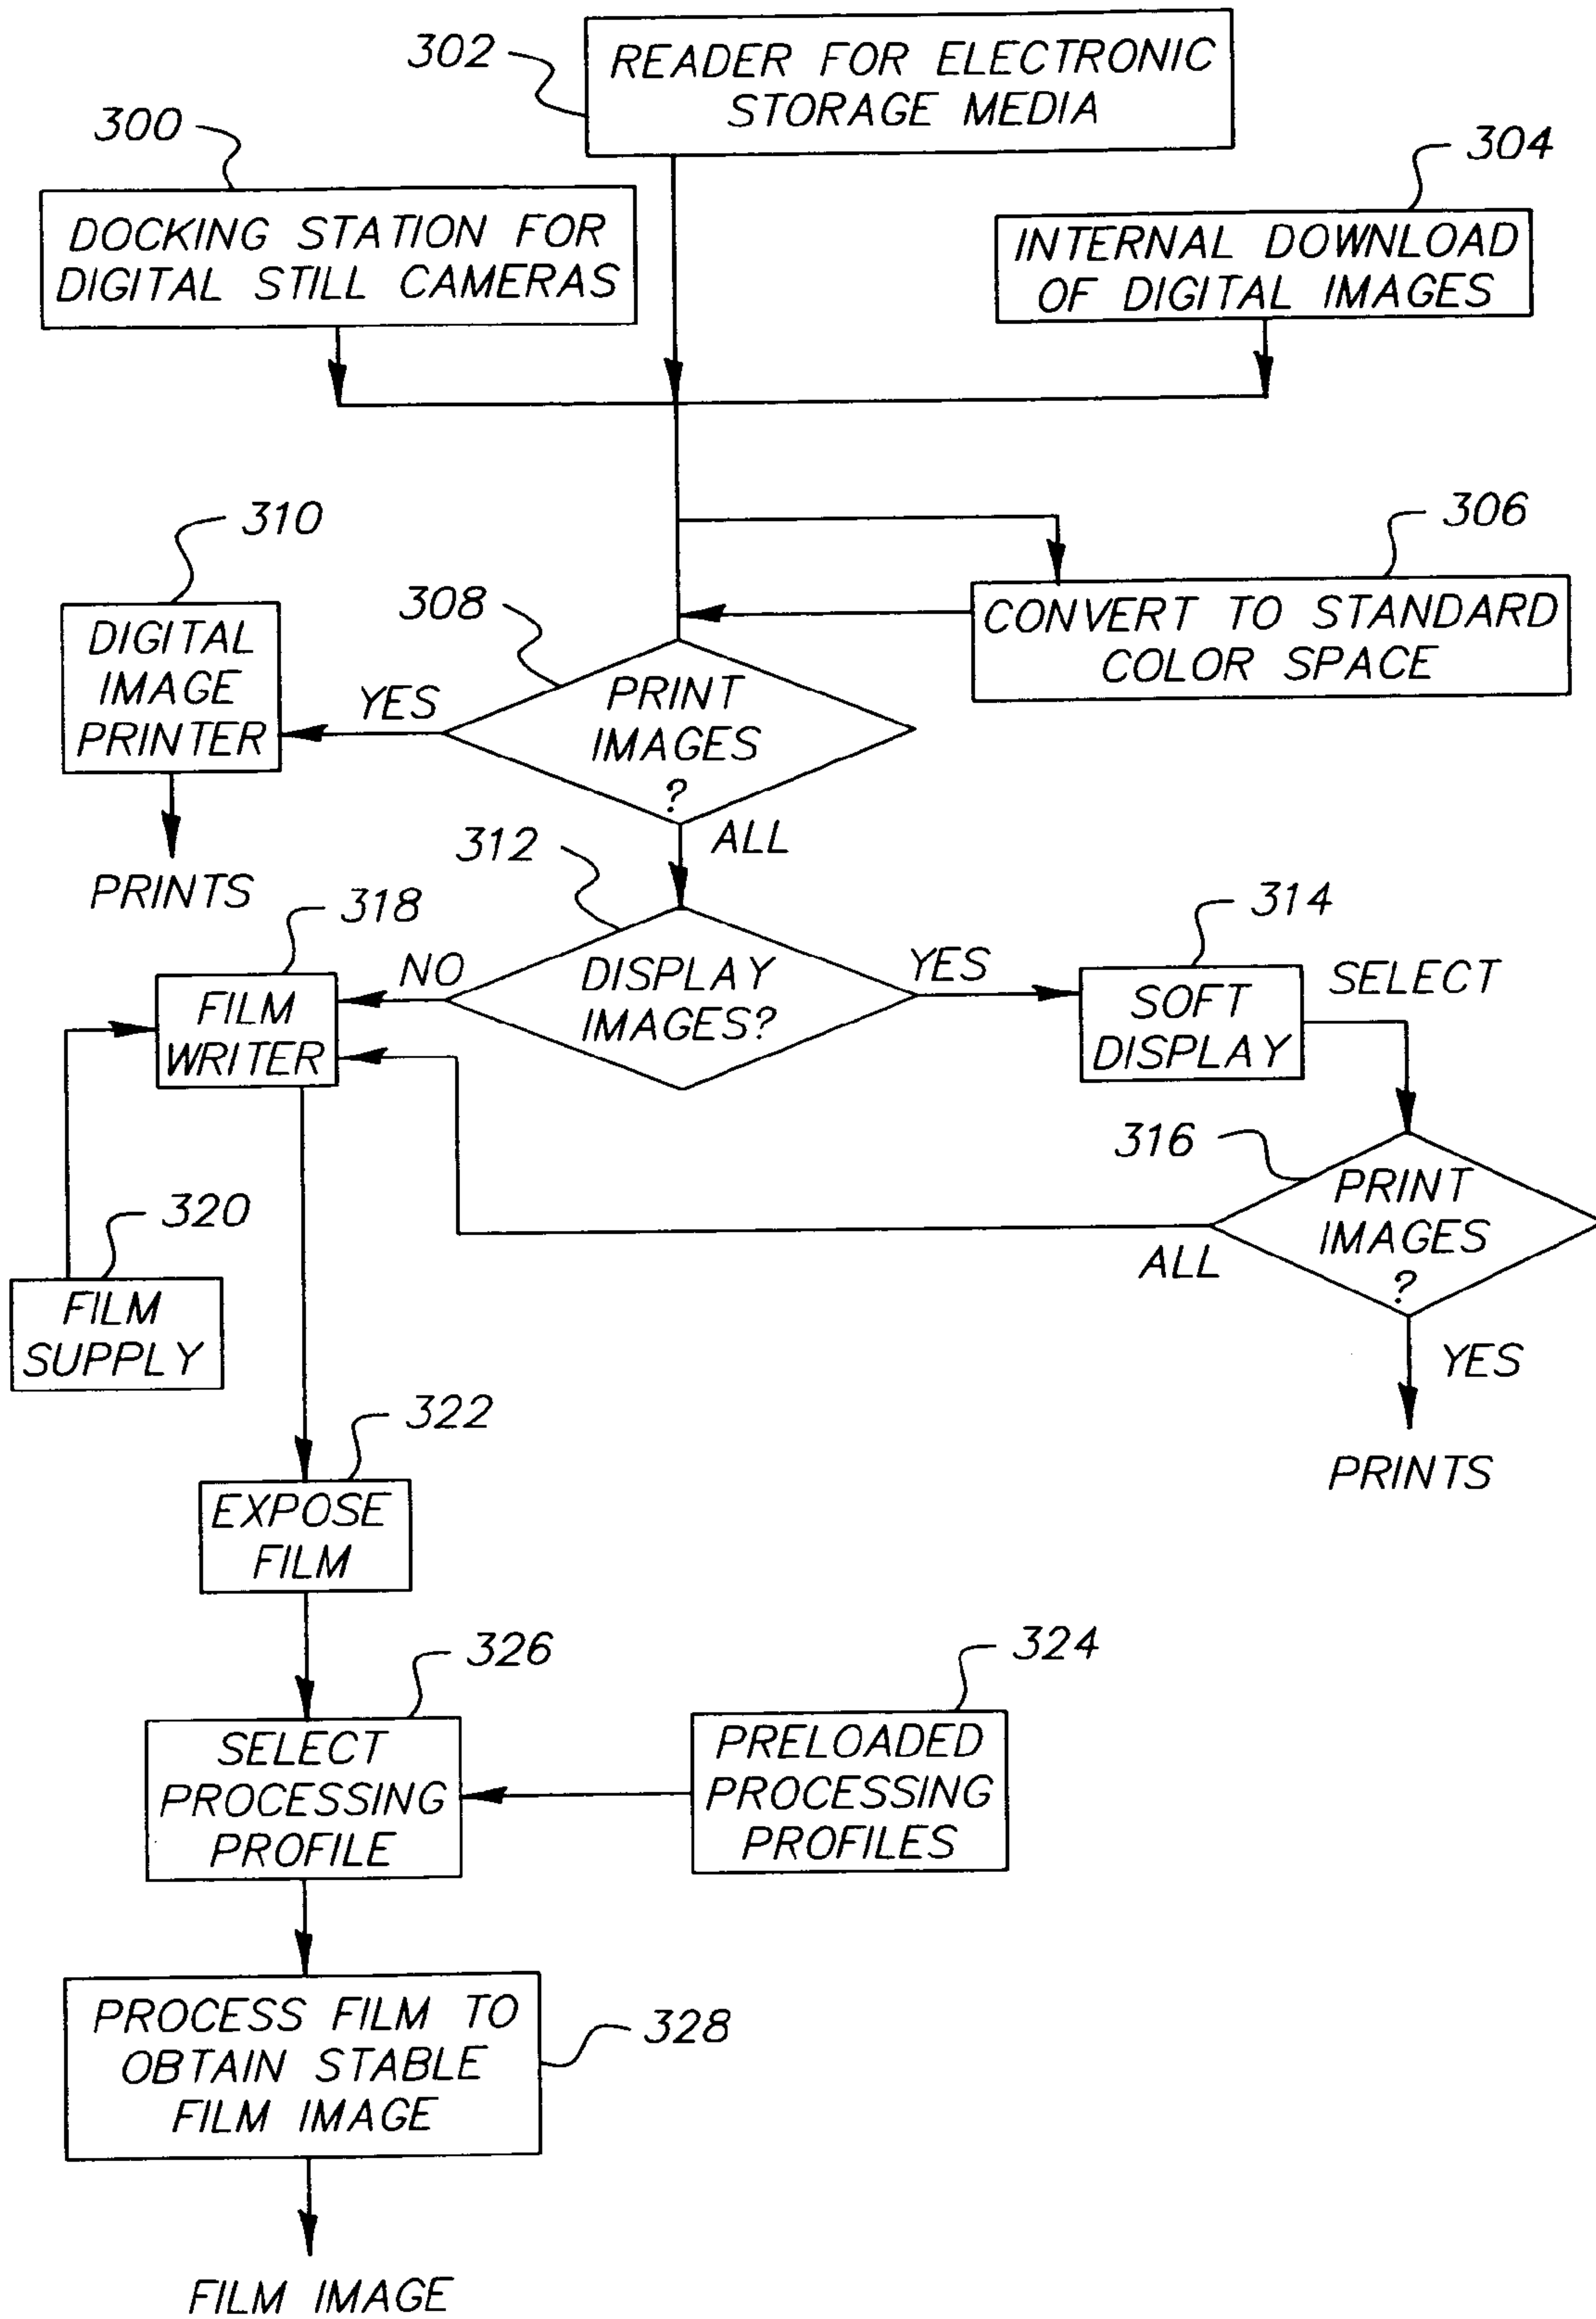 302
READER FOR ELECTRONIC
STORAGE MEDIA
300
DOCKING STATION FOR
DIGITAL STILL CAMERAS
304
INTERNAL DOWNLOAD
OF DIGITAL IMAGES
310
DIGITAL
IMAGE
PRINTER
PRINTS
306
CONVERT TO STANDARD
COLOR SPACE
308
PRINT
IMAGES
?
YES
ALL
312
DISPLAY
IMAGES?
NO
YES
314
SOFT
DISPLAY
SELECT
318
FILM
WRITER
316
PRINT
IMAGES
?
ALL
YES
PRINTS
320
FILM
SUPPLY
322
EXPOSE
FILM
326
SELECT
PROCESSING
PROFILE
324
PRELOADED
PROCESSING
PROFILES
328
PROCESS FILM TO
OBTAIN STABLE
FILM IMAGE
FILM IMAGE